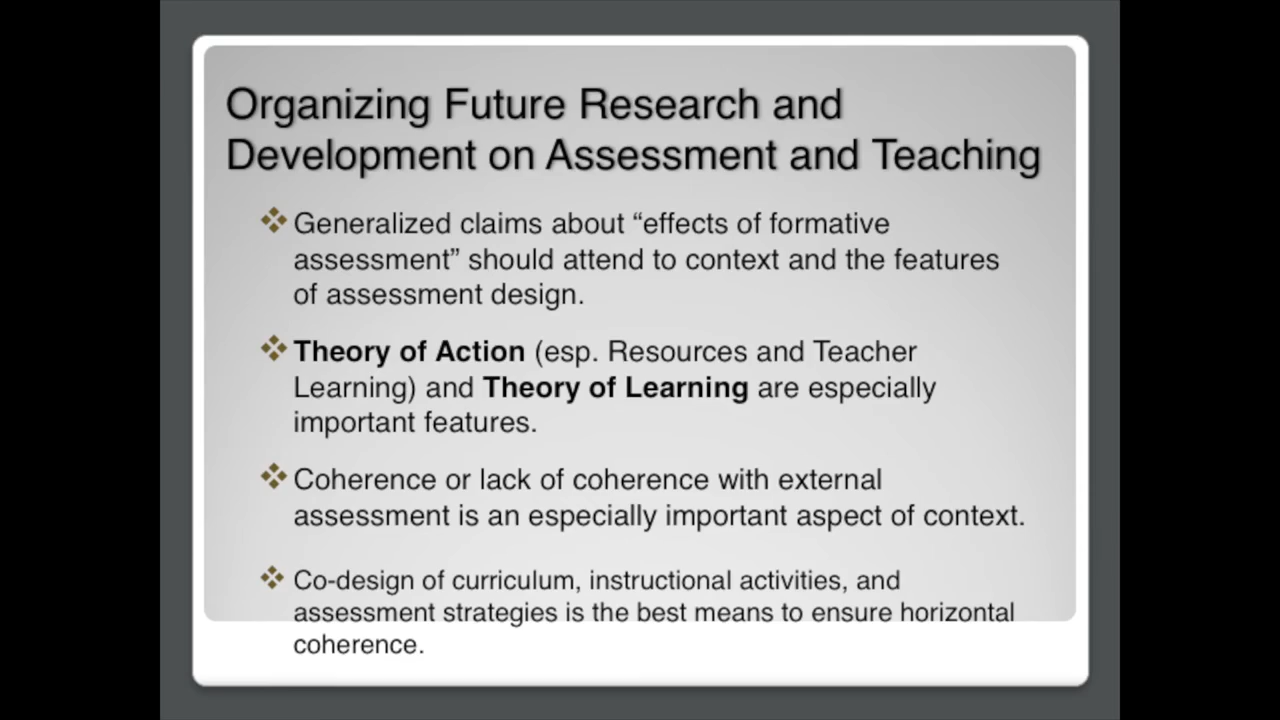 Organizing Future Research and
Development on Assessment and Teaching
Generalized claims about “effects of formative
assessment” should attend to context and the features
of assessment design.
Theory of Action (esp. Resources and Teacher
Learning) and Theory of Learning are especially
important features.
Coherence or lack of coherence with external
assessment is an especially important aspect of context.
Co-design of curriculum, instructional activities, and
assessment strategies is the best means to ensure horizontal
coherence.